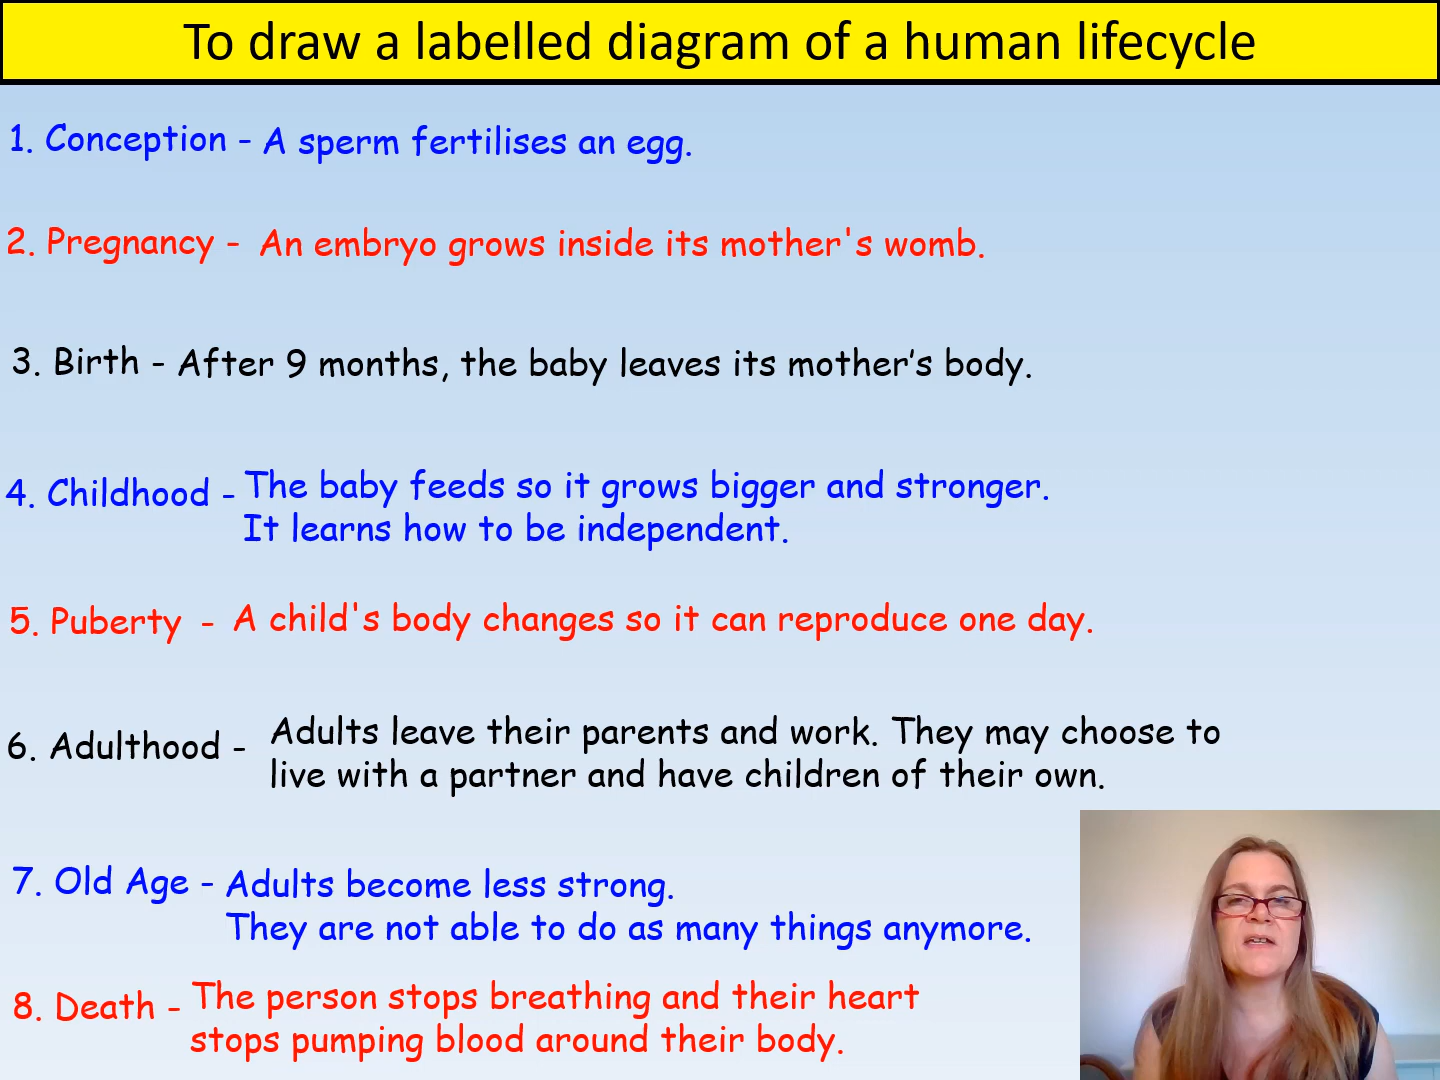 To draw a labelled diagram of a human lifecycle
1. Conception - A sperm fertilises an egg.
2. Pregnancy - An embryo grows inside its mother's womb.
3. Birth - After 9 months, the baby leaves its mother’s body.
4. Childhood - The baby feeds so it grows bigger and stronger.
It learns how to be independent.
5. Puberty - A child's body changes so it can reproduce one day.
6. Adulthood - Adults leave their parents and work. They may choose to
live with a partner and have children of their own.
7. Old Age - Adults become less strong.
They are not able to do as many things anymore.
8. Death - The person stops breathing and their heart
stops pumping blood around their body.